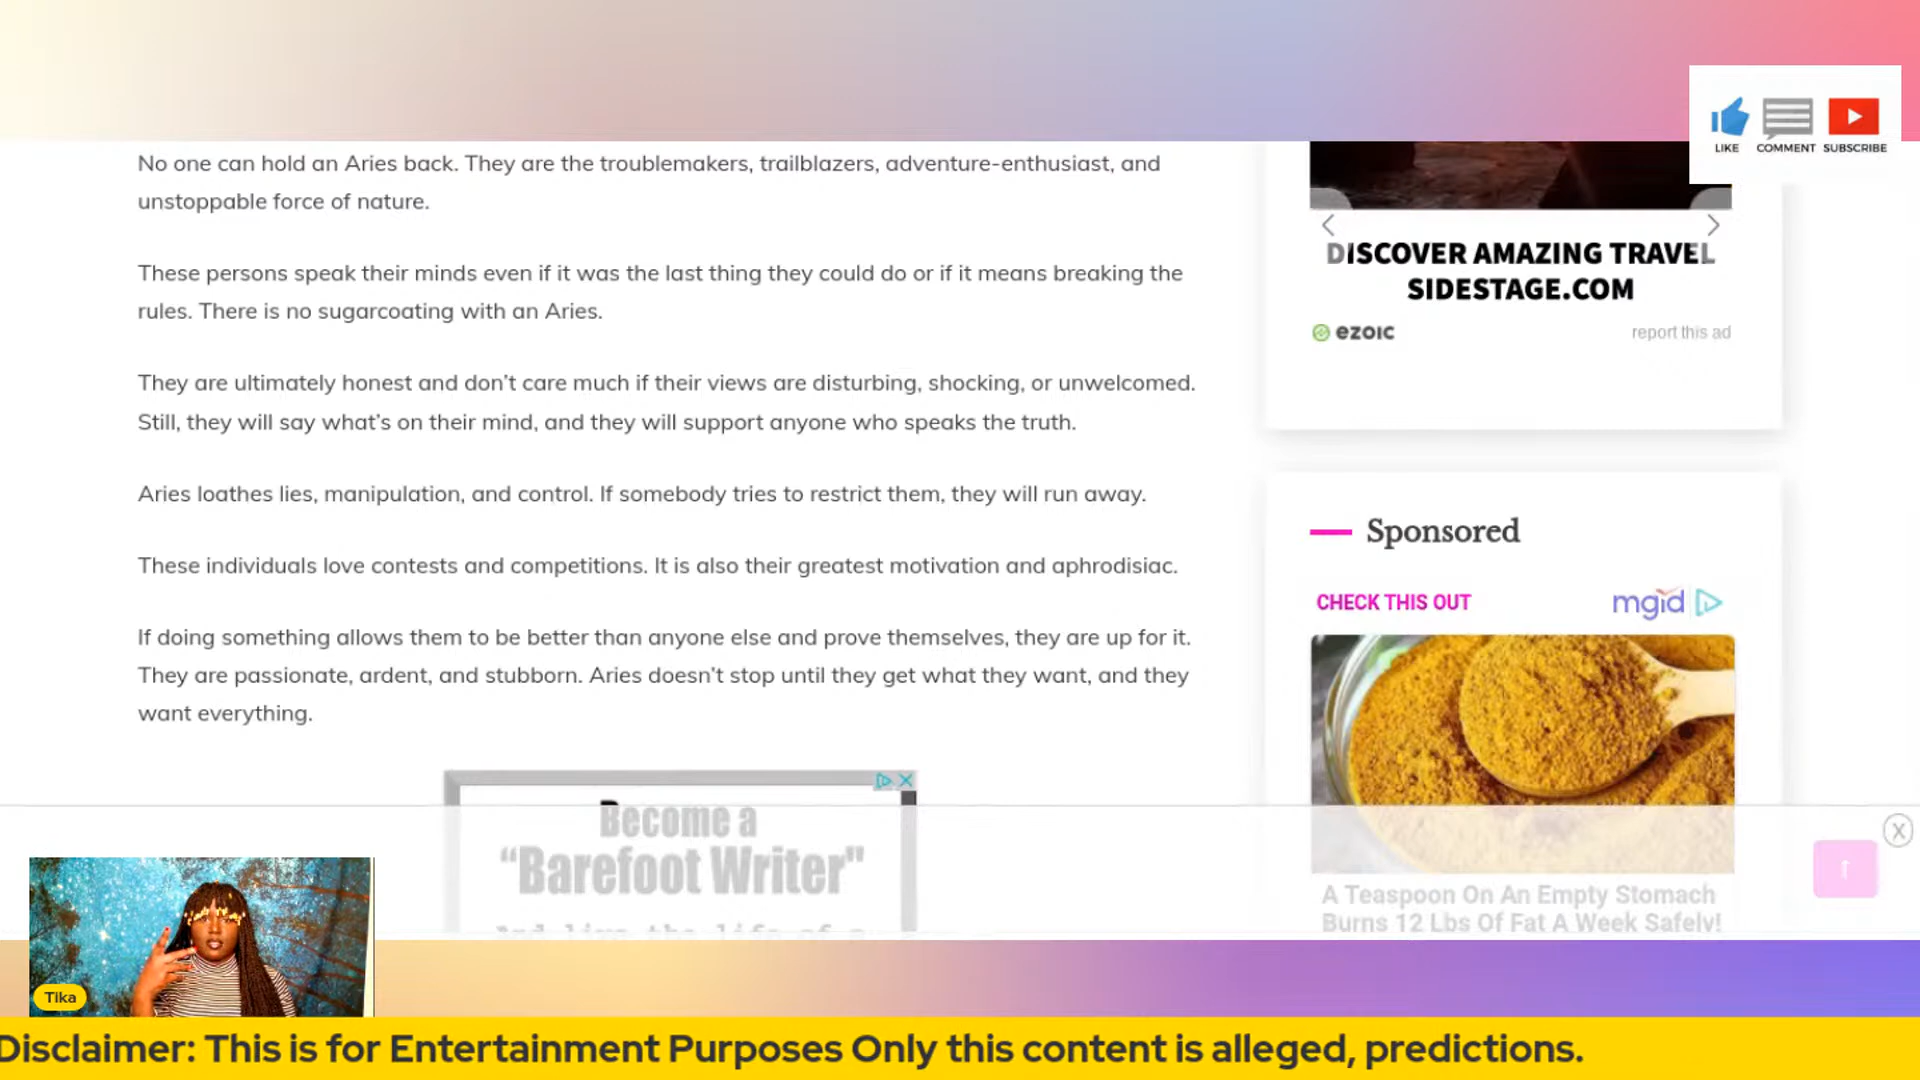 No one can hold an Aries back. They are the troublemakers, trailblazers, adventure-enthusiast, and
unstoppable force of nature.
These persons speak their minds even if it was the last thing they could do or if it means breaking the
rules. There is no sugarcoating with an Aries.
They are ultimately honest and don’t care much if their views are disturbing, shocking, or unwelcomed.
Still, they will say what’s on their mind, and they will support anyone who speaks the truth.
Aries loathes lies, manipulation, and control. If somebody tries to restrict them, they will run away.
These individuals love contests and competitions. It is also their greatest motivation and aphrodisiac.
If doing something allows them to be better than anyone else and prove themselves, they are up for it.
They are passionate, ardent, and stubborn. Aries doesn’t stop until they get what they want, and they
want everything.
Become a
“Barefoot Writer"
LIKE COMMENT SUBSCRIBE
DISCOVER AMAZING TRAVEL
SIDESTAGE.COM
ezoic report this ad
Sponsored
CHECK THIS OUT mgid
A Teaspoon On An Empty Stomach
Burns 12 Lbs Of Fat A Week Safely!
X
Tika
Disclaimer: This is for Entertainment Purposes Only this content is alleged, predictions.